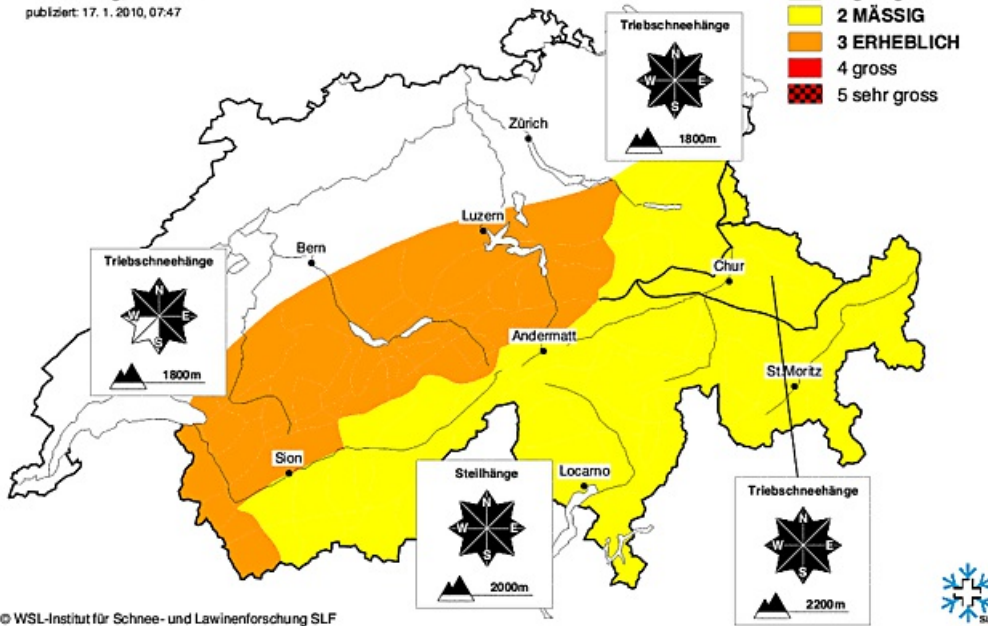 publiziert: 17. 1. 2010, 07:47
2 MÄSSIG
3 ERHEBLICH
4 gross
5 sehr gross
Triebschneehänge
N
W E
S
1800m
Zürich
Luzern
Bern
Triebschneehänge
N
W E
S
1800m
Chur
Andermatt
St.Moritz
Sion
Locarno
Steilhänge
N
W E
S
2000m
Triebschneehänge
N
W E
S
2200m
© WSL-Institut für Schnee- und Lawinenforschung SLF